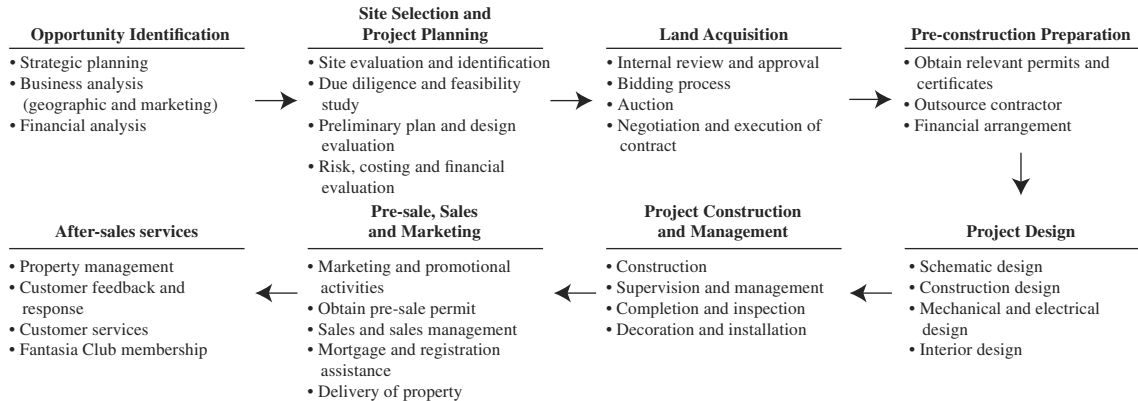 Opportunity Identification
• Strategic planning
• Business analysis
(geographic and marketing)
• Financial analysis
Site Selection and
Project Planning
• Site evaluation and identification
• Due diligence and feasibility
study
• Preliminary plan and design
evaluation
• Risk, costing and financial
evaluation
Land Acquisition
• Internal review and approval
• Bidding process
• Auction
• Negotiation and execution of
contract
Pre-construction Preparation
• Obtain relevant permits and
certificates
• Outsource contractor
• Financial arrangement
Project Design
• Schematic design
• Construction design
• Mechanical and electrical
design
• Interior design
Project Construction
and Management
• Construction
• Supervision and management
• Completion and inspection
• Decoration and installation
Pre-sale, Sales
and Marketing
• Marketing and promotional
activities
• Obtain pre-sale permit
• Sales and sales management
• Mortgage and registration
assistance
• Delivery of property
After-sales services
• Property management
• Customer feedback and
response
• Customer services
• Fantasia Club membership